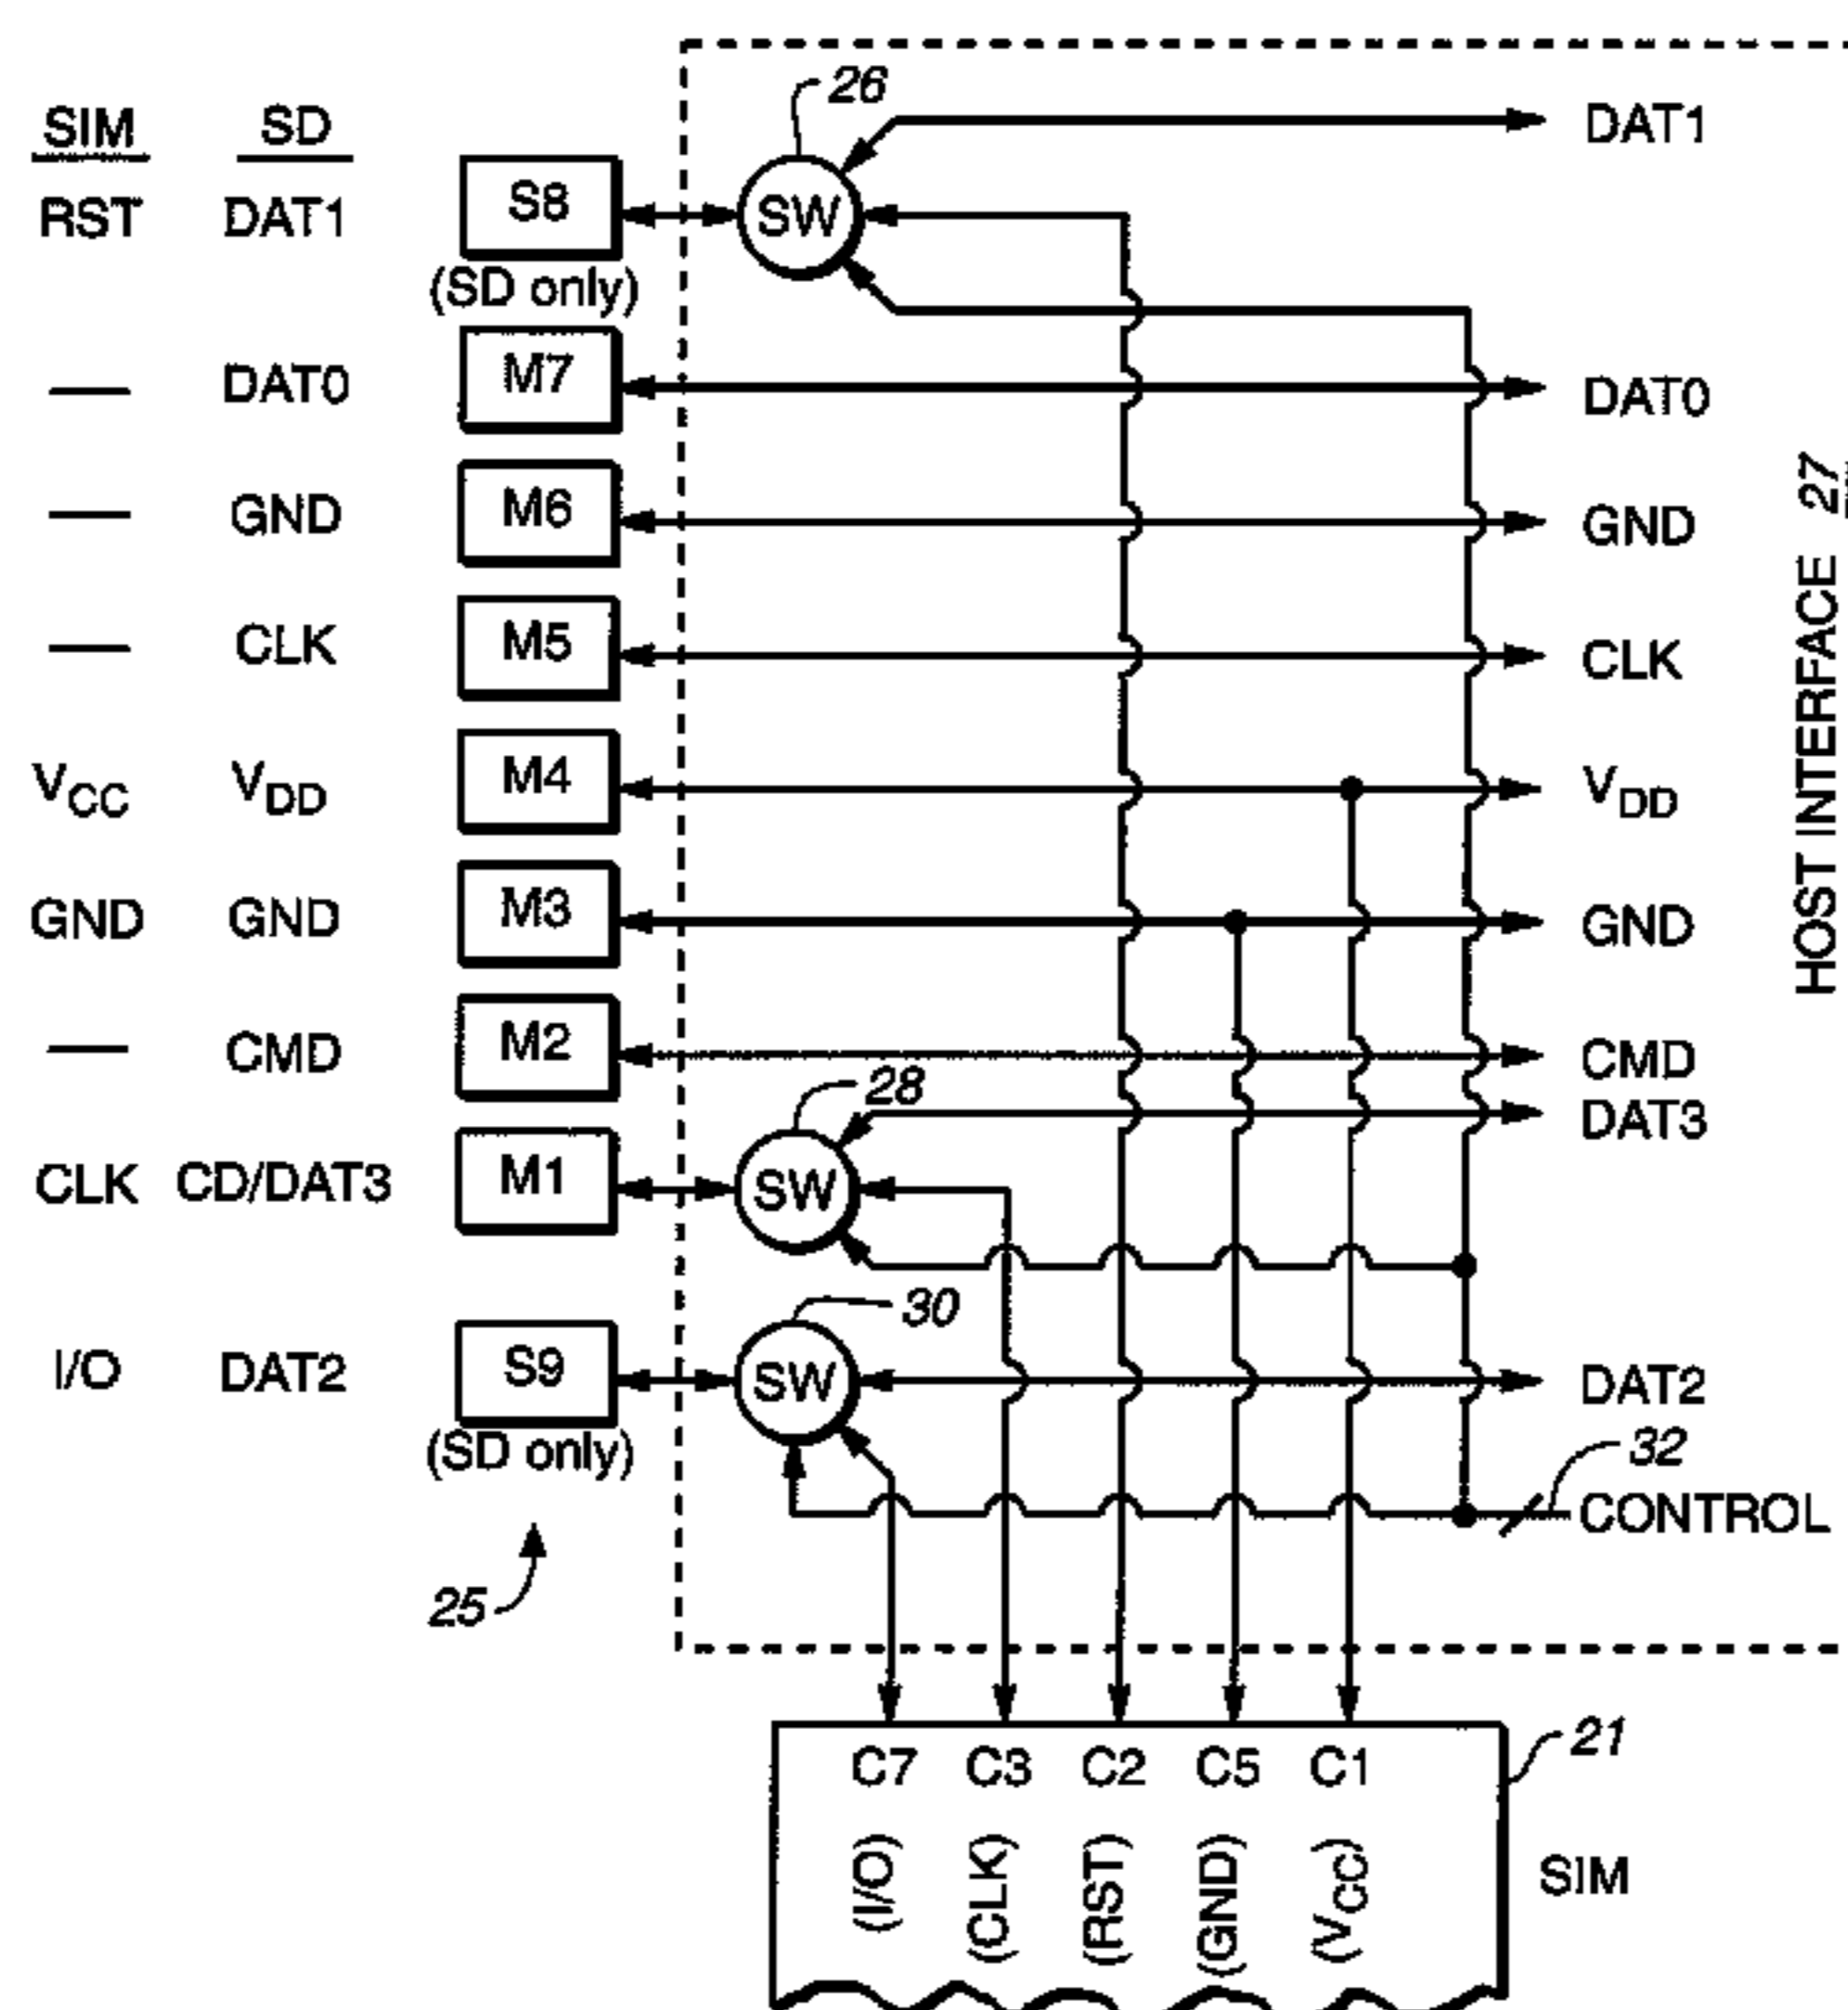 26
SIM SD
RST DAT1 S8 SW DAT1
(SD only)
— DAT0 M7 DAT0
— GND M6 GND
— CLK M5 CLK
VCC VDD M4 VDD
GND GND M3 GND
— CMD M2 CMD
28
DAT3
CLK CD/DAT3 M1 SW
30
I/O DAT2 S9 SW DAT2
(SD only)
32
CONTROL
25
HOST INTERFACE 27
21
C7 C3 C2 C5 C1
(I/O) (CLK) (RST) (GND) (VCC)
SIM